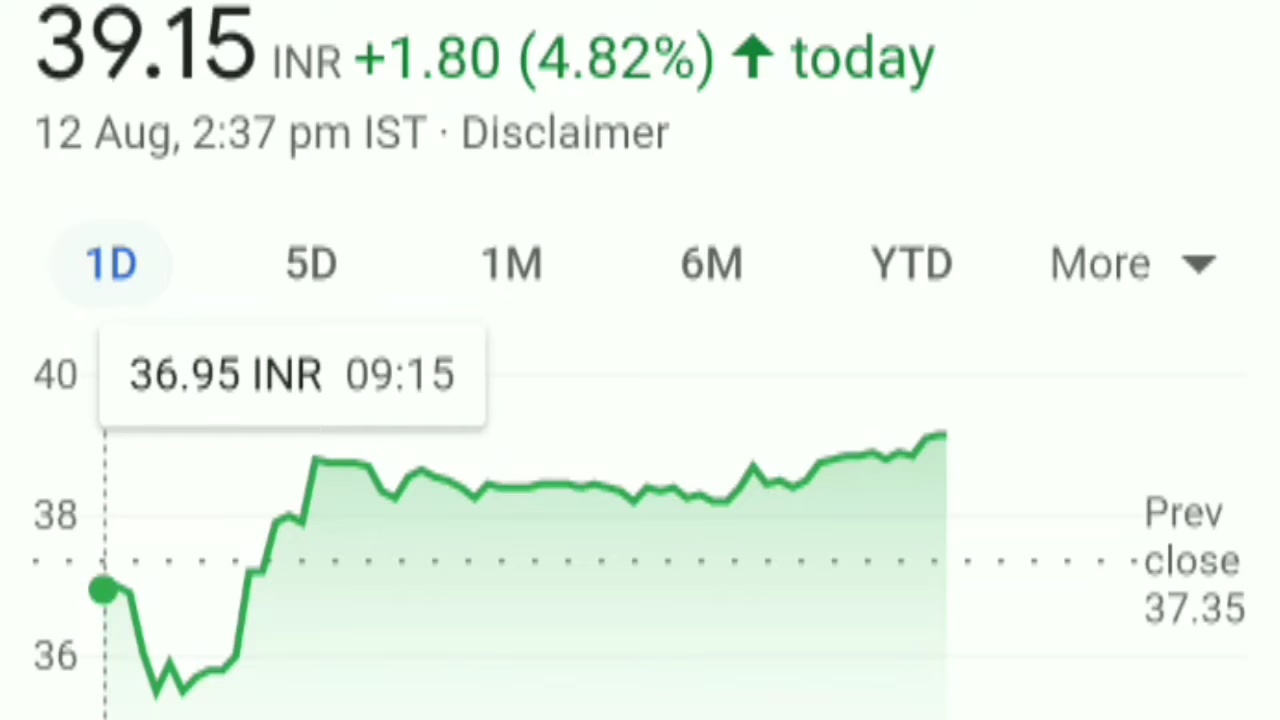 39.15 INR +1.80 (4.82%) ↑ today
12 Aug, 2:37 pm IST · Disclaimer
1D 5D 1M 6M YTD More
36.95 INR 09:15
40
38
36
Prev
close
37.35